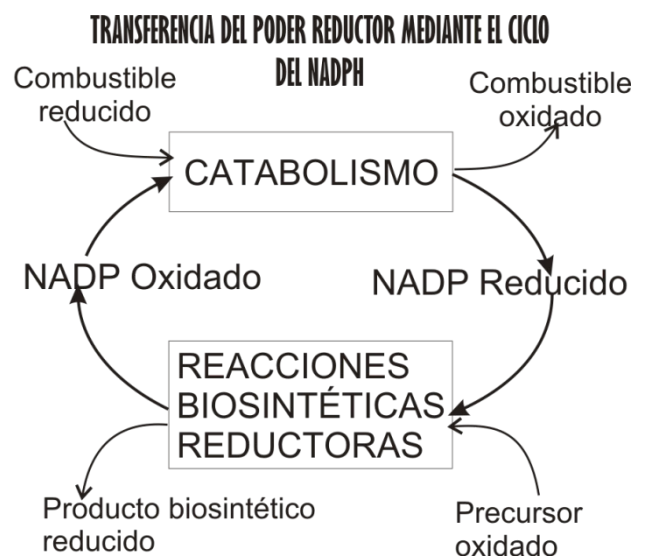 TRANSFERENCIA DEL PODER REDUCTOR MEDIANTE EL CICLO
DEL NADPH
Combustible
reducido
Combustible
oxidado
CATABOLISMO
NADP Oxidado
NADP Reducido
REACCIONES
BIOSINTÉTICAS
REDUCTORAS
Producto biosintético
reducido
Precursor
oxidado